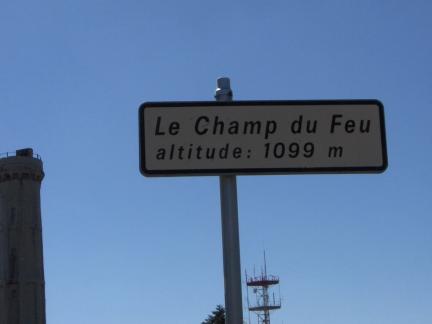 Le Champ du Feu
altitude: 1099 m